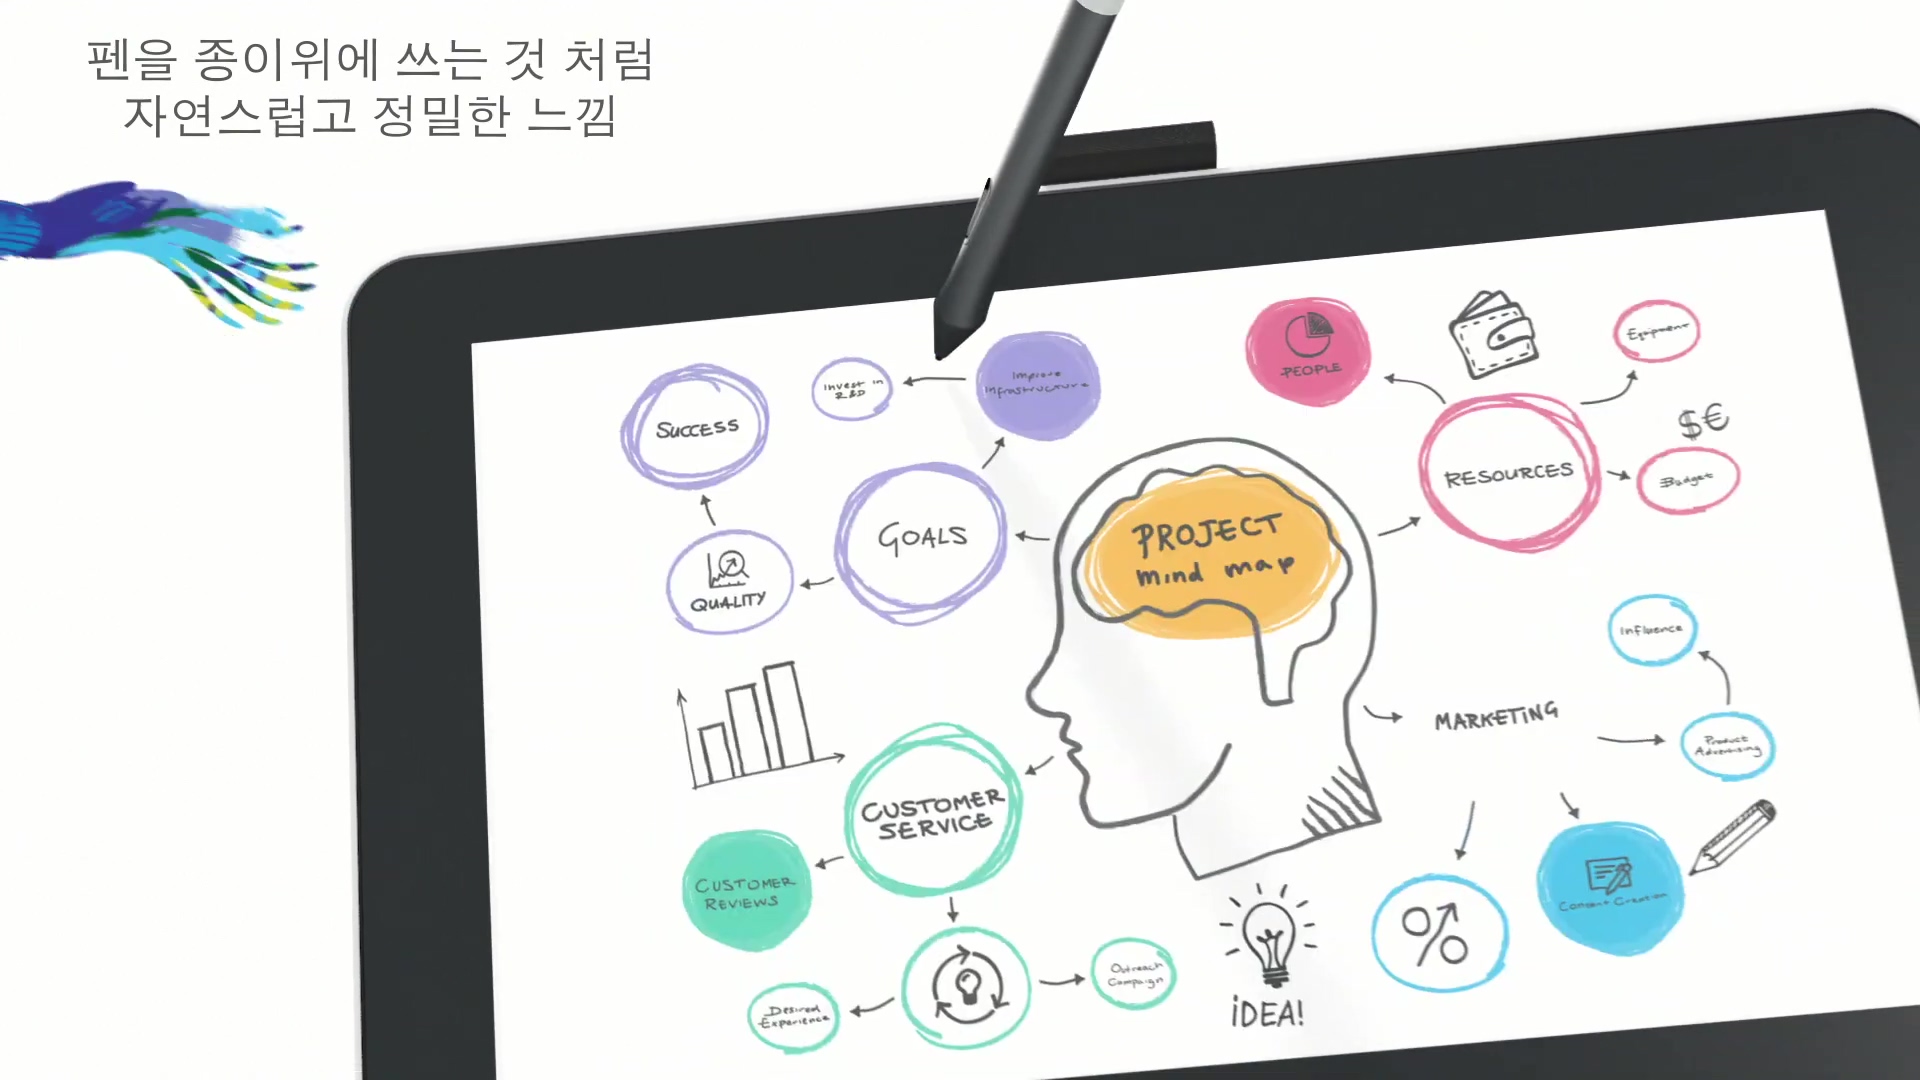 펜을 종이위에 쓰는 것 처럼
자연스럽고 정밀한 느낌
SUCCESS
Invest in
R&D
Improve
Infrastructure
GOALS
QUALITY
PROJECT
mind map
PEOPLE
Equipment
$€
RESOURCES
Budget
Influence
MARKETING
Product
Advertising
CUSTOMER
SERVICE
CUSTOMER
REVIEWS
Content Creation
Outreach
Campaign
Desired
Experience
iDEA!